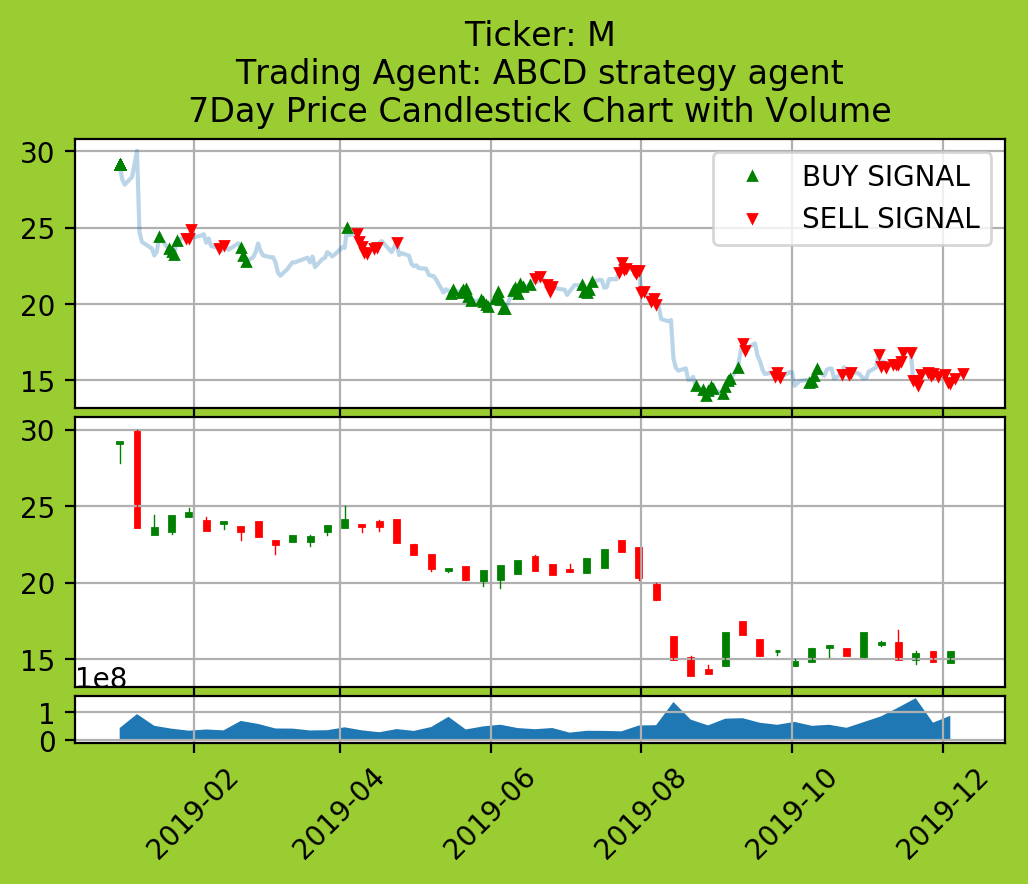 Ticker: M
Trading Agent: ABCD strategy agent
7Day Price Candlestick Chart with Volume
BUY SIGNAL
SELL SIGNAL
30
25
20
15
30
25
20
15
1e8
1
0
2019-02
2019-04
2019-06
2019-08
2019-10
2019-12